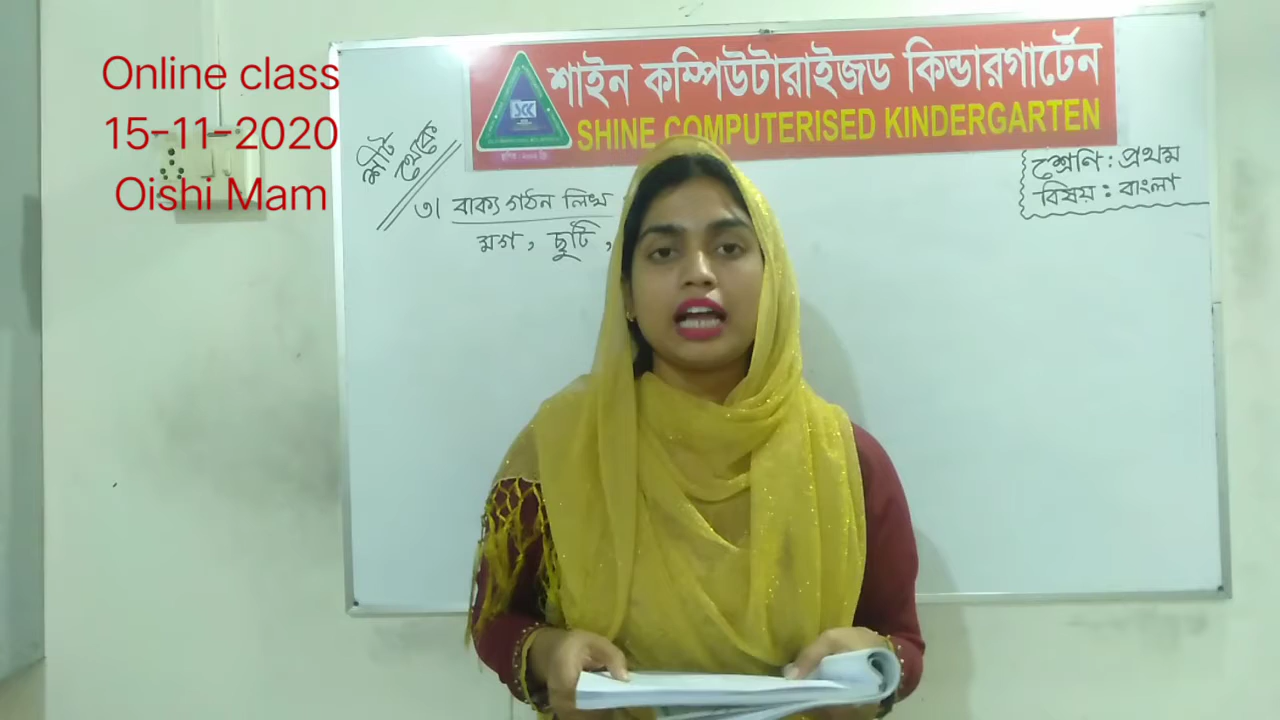 Online class
15-11-2020
Oishi Mam
শাইন কম্পিউটারাইজড কিন্ডারগার্টেন
SHINE COMPUTERISED KINDERGARTEN
শীট থেকে
শ্রেণি: প্রথম
বিষয়: বাংলা
৩। বাক্য গঠন লিখ
মগ, ছুটি,